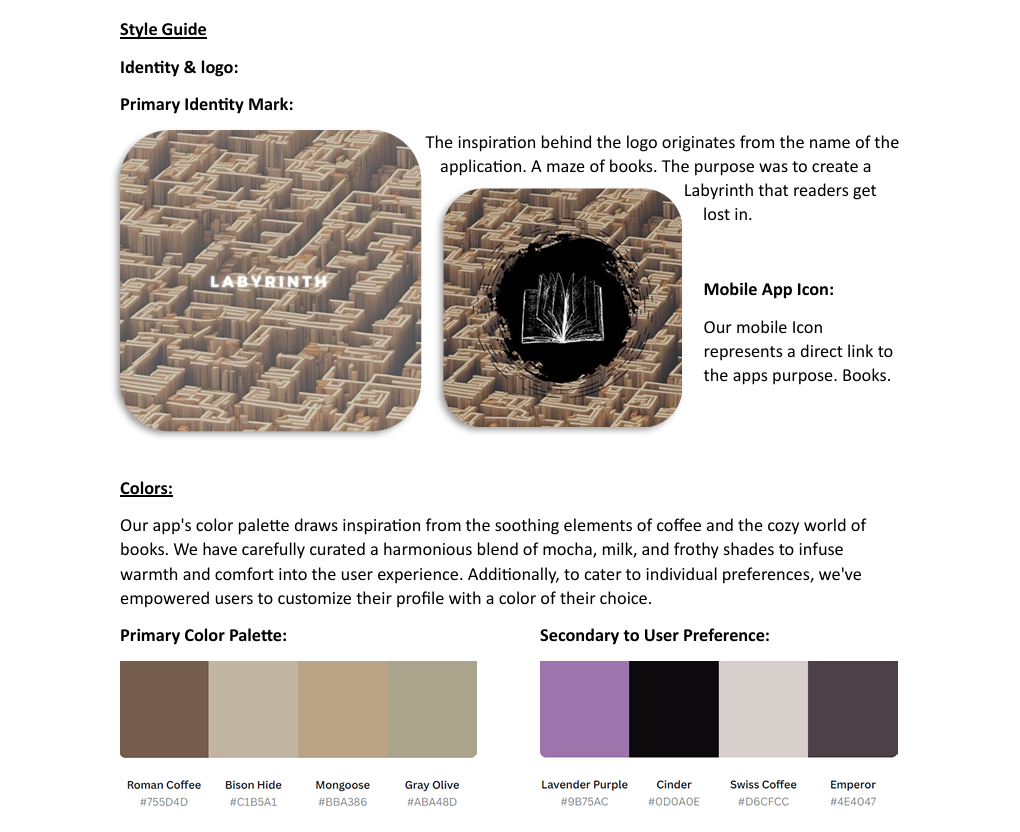 Style Guide
Identity & logo:
Primary Identity Mark:
The inspiration behind the logo originates from the name of the
application. A maze of books. The purpose was to create a
Labyrinth that readers get
lost in.
LABYRINTH
Mobile App Icon:
Our mobile Icon
represents a direct link to
the apps purpose. Books.
Colors:
Our app's color palette draws inspiration from the soothing elements of coffee and the cozy world of
books. We have carefully curated a harmonious blend of mocha, milk, and frothy shades to infuse
warmth and comfort into the user experience. Additionally, to cater to individual preferences, we've
empowered users to customize their profile with a color of their choice.
Primary Color Palette:
Roman Coffee
#755D4D
Bison Hide
#C1B5A1
Mongoose
#BBA386
Gray Olive
#ABA48D
Secondary to User Preference:
Lavender Purple
#9B75AC
Cinder
#0D0A0E
Swiss Coffee
#D6CFCC
Emperor
#4E4047